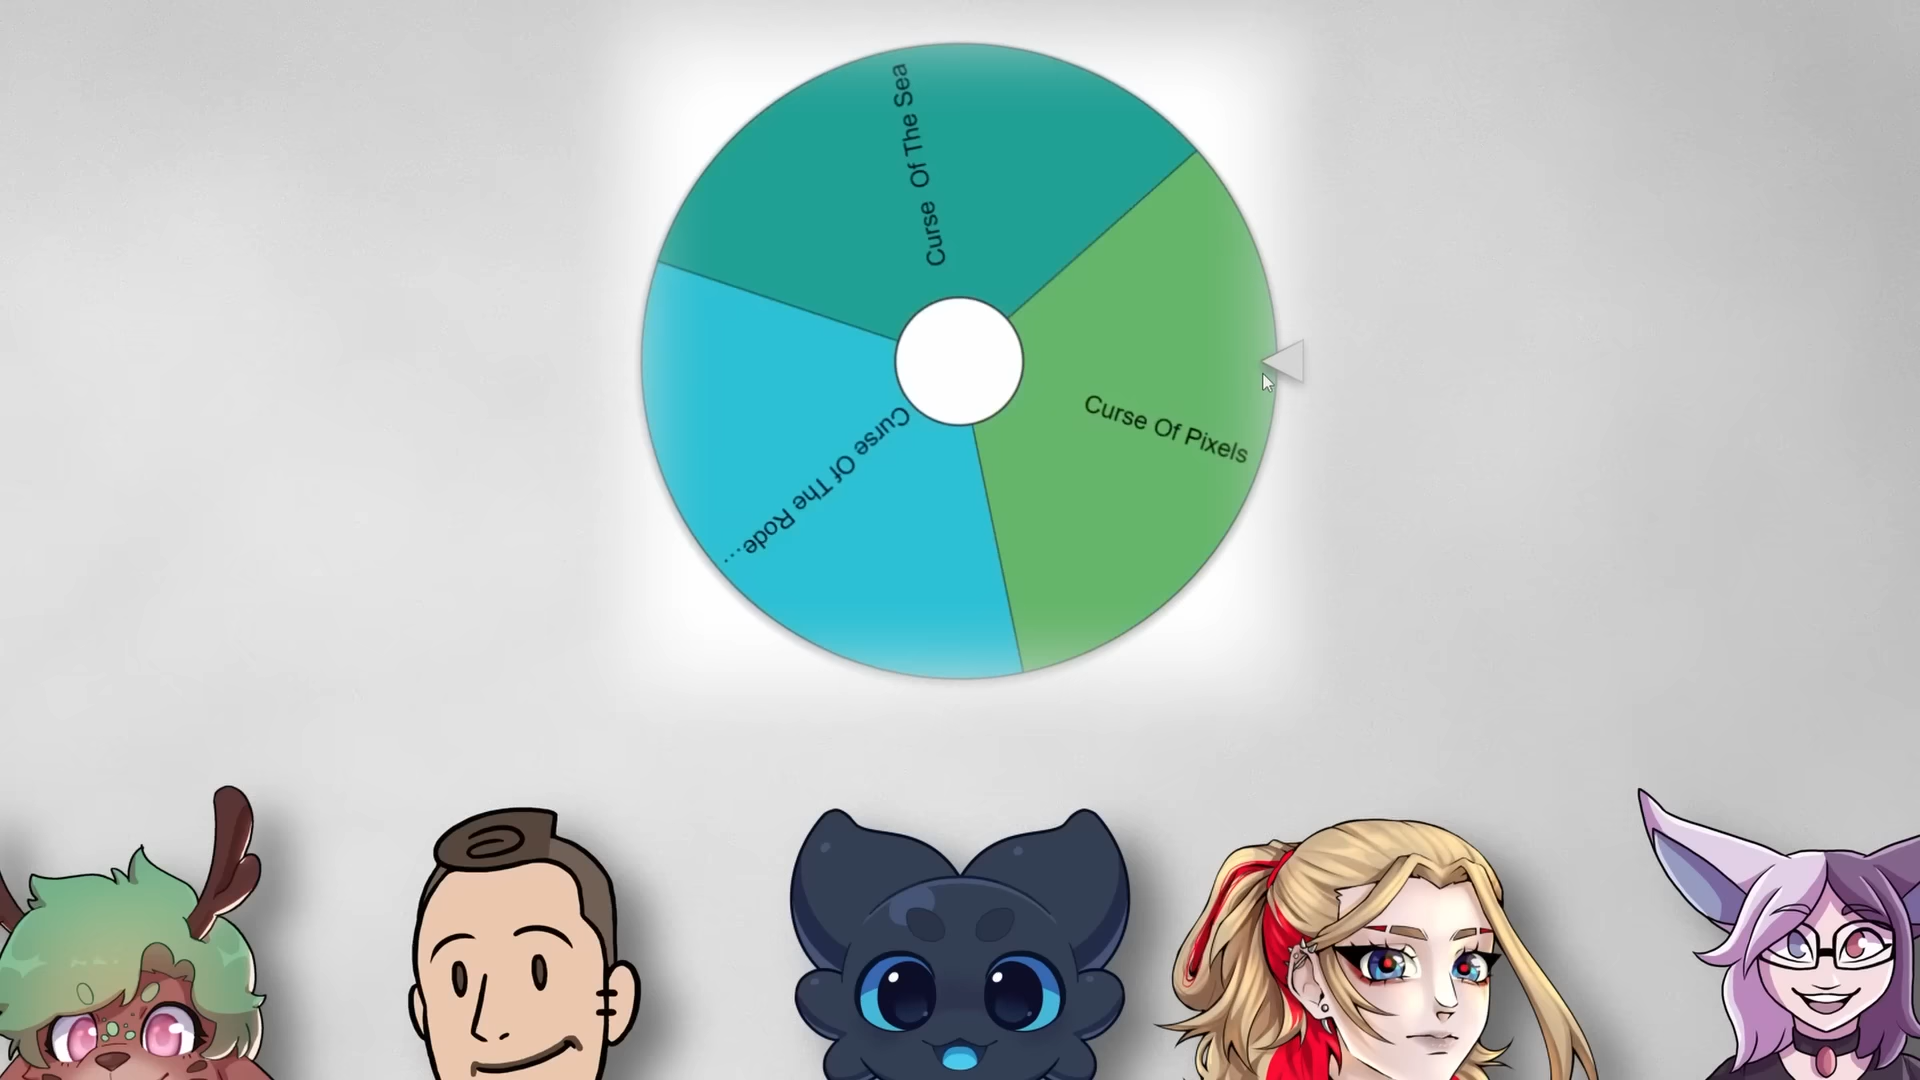 Curse Of The Sea
Curse Of Pixels
Curse Of The Rode...